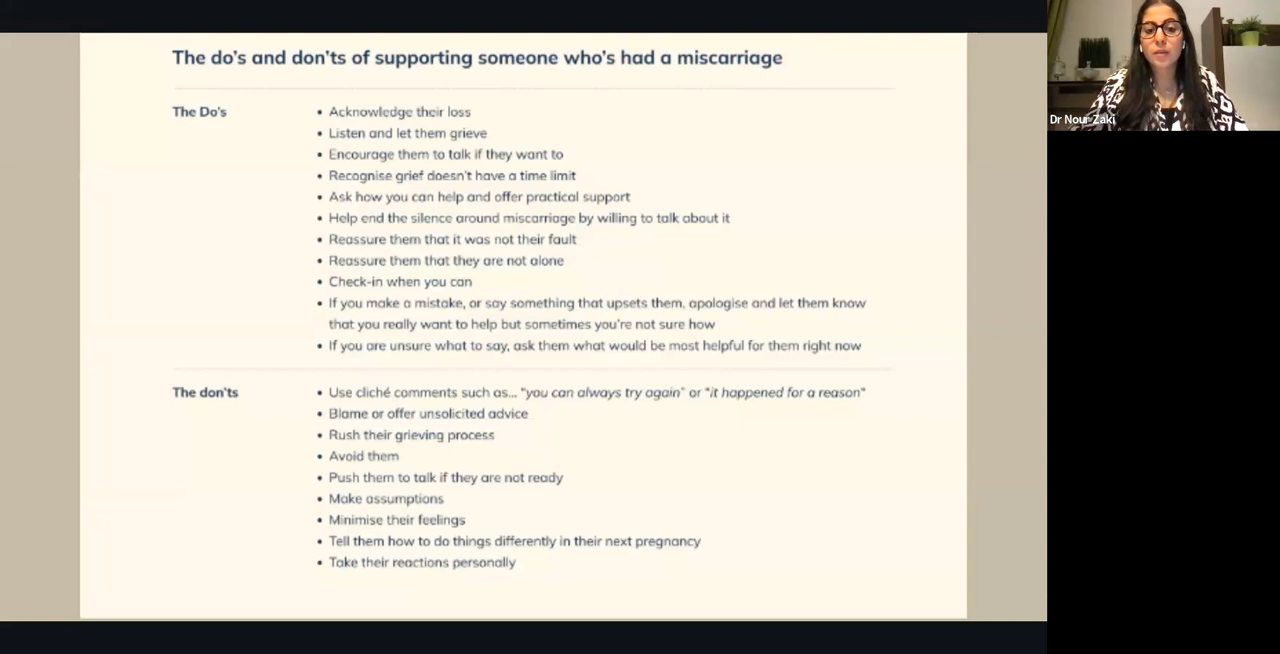 The do's and don'ts of supporting someone who's had a miscarriage
The Do's
• Acknowledge their loss
• Listen and let them grieve
• Encourage them to talk if they want to
• Recognise grief doesn't have a time limit
• Ask how you can help and offer practical support
• Help end the silence around miscarriage by willing to talk about it
• Reassure them that it was not their fault
• Reassure them that they are not alone
• Check-in when you can
• If you make a mistake, or say something that upsets them, apologise and let them know
that you really want to help but sometimes you're not sure how
• If you are unsure what to say, ask them what would be most helpful for them right now
The don'ts
• Use cliché comments such as... "you can always try again" or "it happened for a reason"
• Blame or offer unsolicited advice
• Rush their grieving process
• Avoid them
• Push them to talk if they are not ready
• Make assumptions
• Minimise their feelings
• Tell them how to do things differently in their next pregnancy
• Take their reactions personally
Dr Nour Zaki